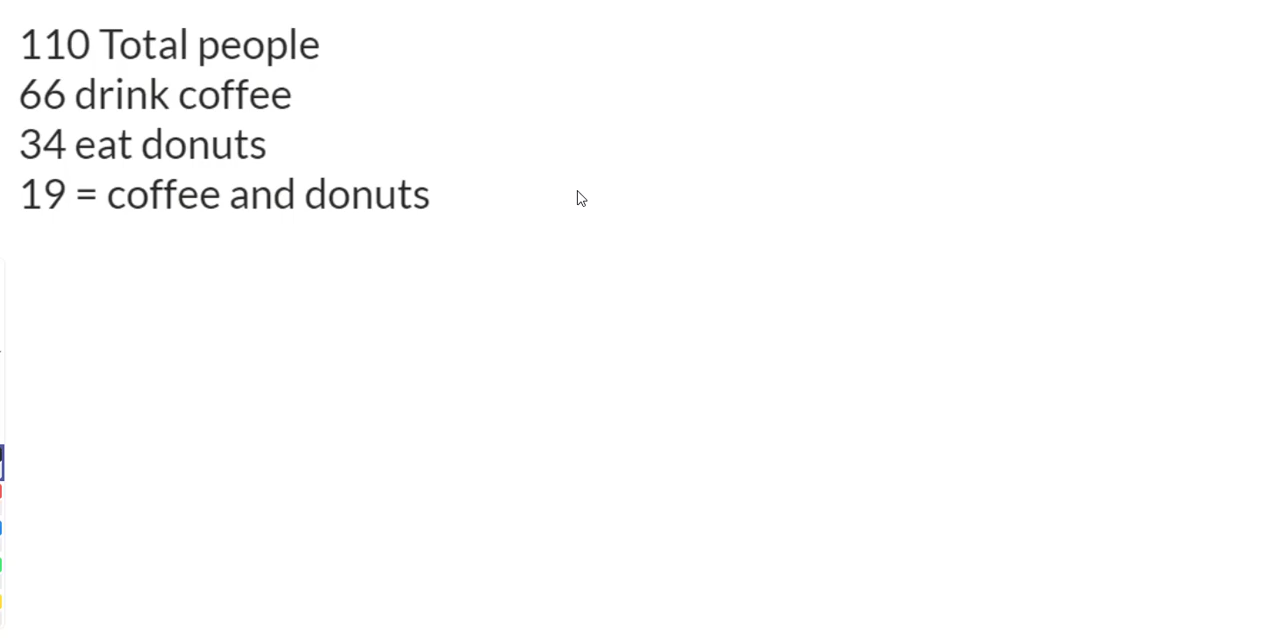 110 Total people
66 drink coffee
34 eat donuts
19 = coffee and donuts